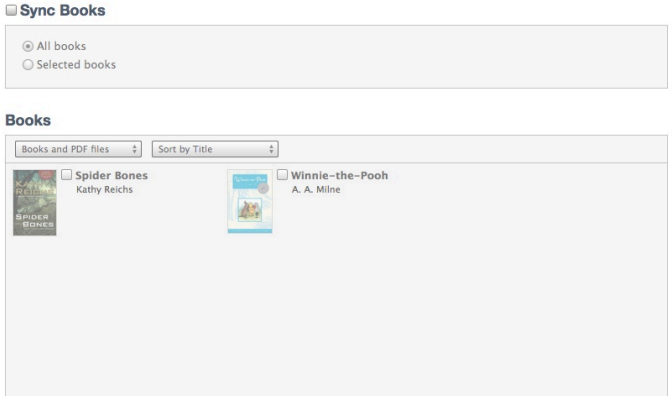 Sync Books
All books
Selected books
Books
Books and PDF files
Sort by Title
Spider Bones
Kathy Reichs
Winnie-the-Pooh
A. A. Milne
KATHY
REICHS
SPIDER
BONES
Winnie-the-Pooh